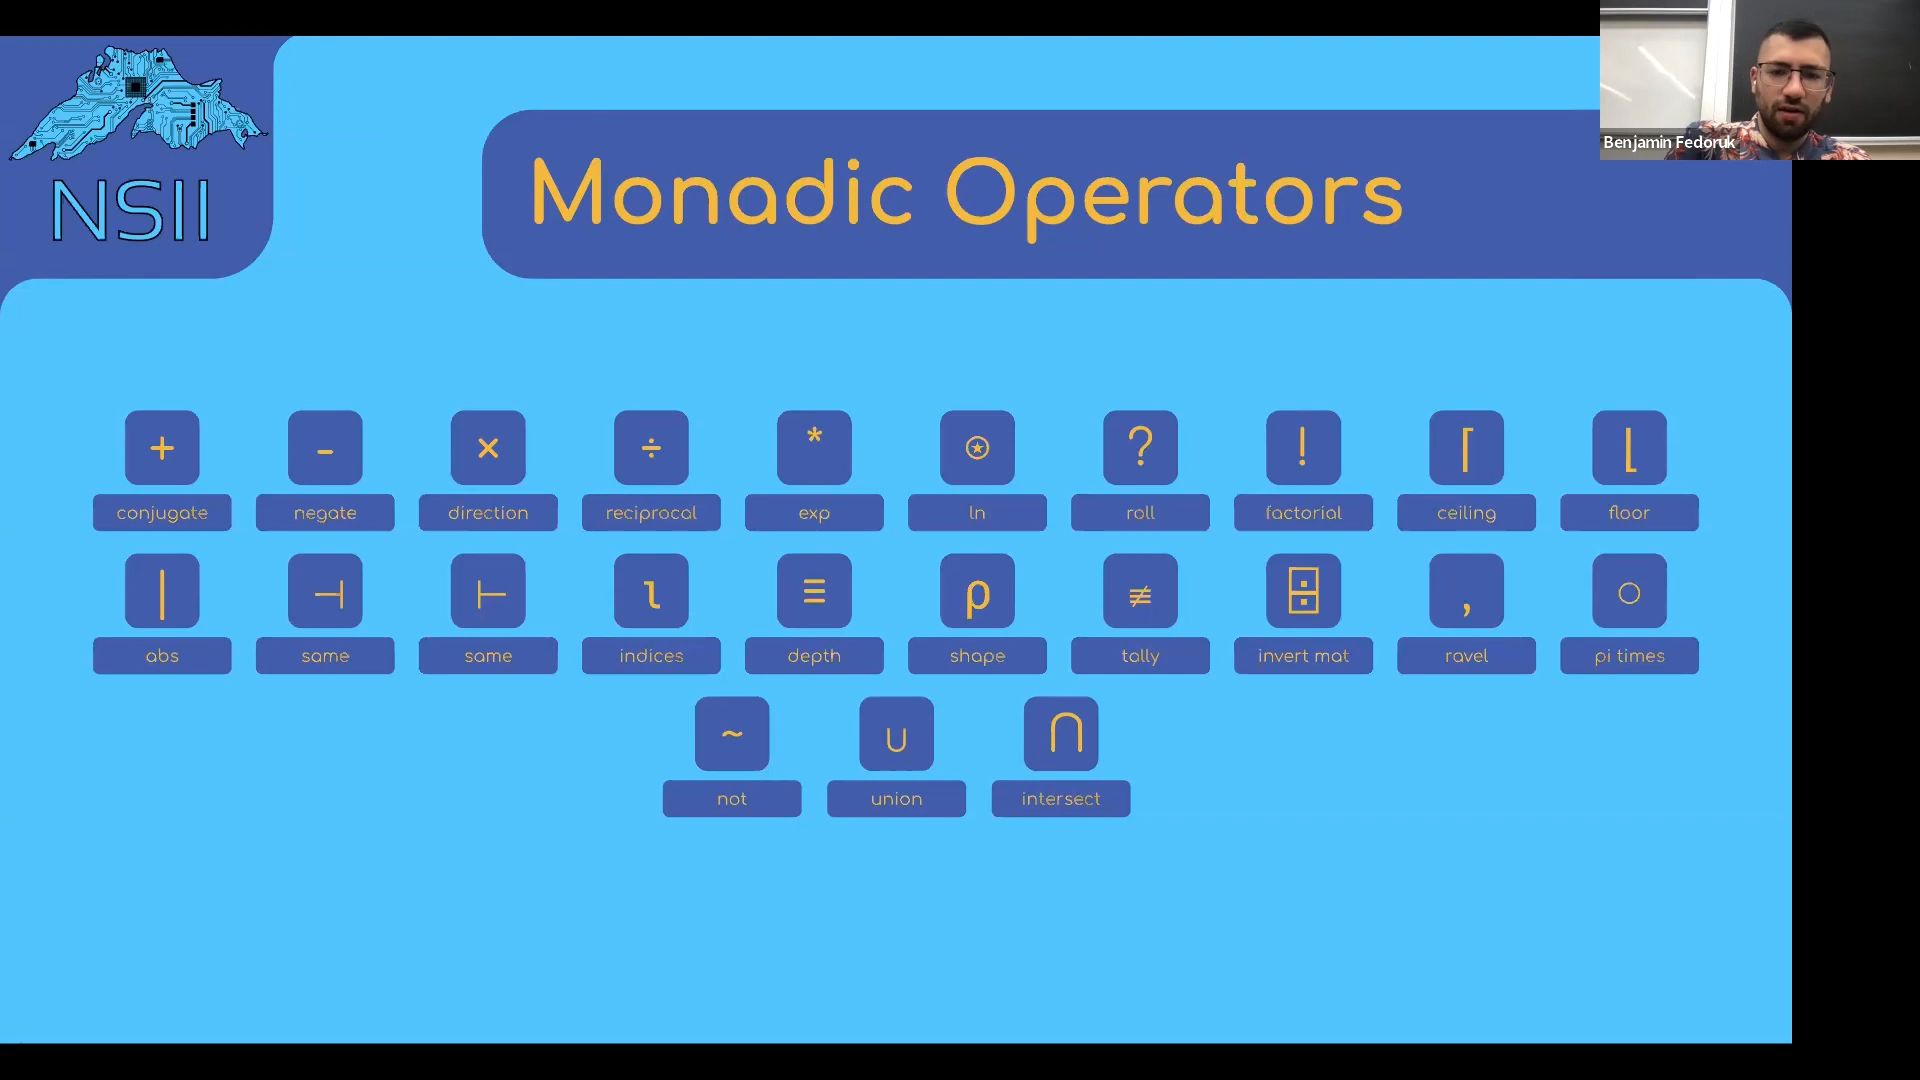 NSII
Benjamin Fedoruk
Monadic Operators
+ - × ÷ * ⍟ ? ! ⌈ ⌊
conjugate negate direction reciprocal exp ln roll factorial ceiling floor
| ⊣ ⊢ ⍳ ≡ ⍴ ≢ ⌹ , ○
abs same same indices depth shape tally invert mat ravel pi times
~ ∪ ∩
not union intersect